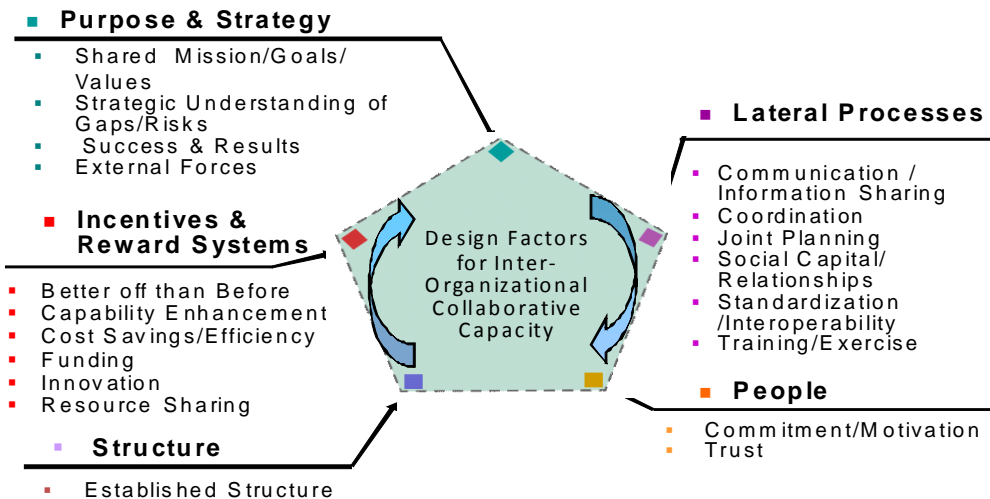 Purpose & Strategy
Shared Mission/Goals/
Values
Strategic Understanding of
Gaps/Risks
Success & Results
External Forces
Incentives &
Reward Systems
Better off than Before
Capability Enhancement
Cost Savings/Efficiency
Funding
Innovation
Resource Sharing
Structure
Established Structure
Design Factors
for Inter-
Organizational
Collaborative
Capacity
Lateral Processes
Communication /
Information Sharing
Coordination
Joint Planning
Social Capital/
Relationships
Standardization
/Interoperability
Training/Exercise
People
Commitment/Motivation
Trust